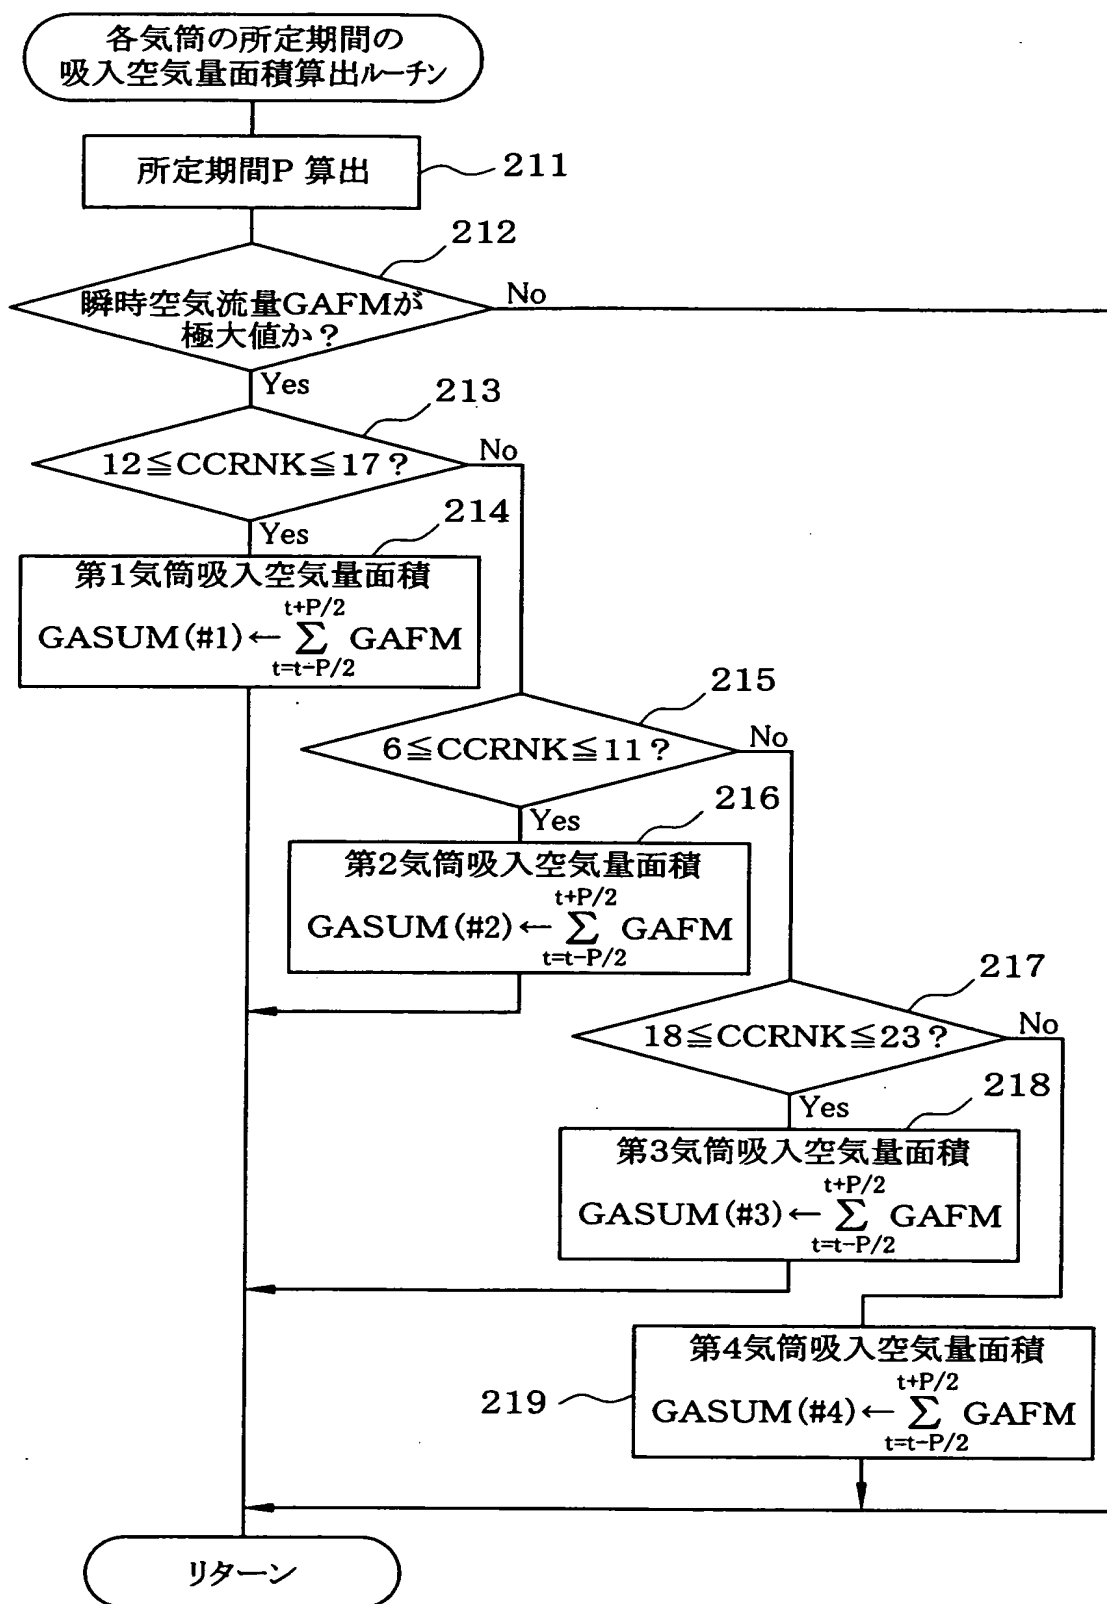 各気筒の所定期間の
吸入空気量面積算出ルーチン
所定期間P 算出
211
212
瞬時空気流量GAFMが
極大値か？
No
Yes
213
12≦CCRNK≦17？
No
Yes
214
第1気筒吸入空気量面積
t+P/2
GASUM(#1)←∑GAFM
t=t-P/2
215
6≦CCRNK≦11？
No
Yes
216
第2気筒吸入空気量面積
t+P/2
GASUM(#2)←∑GAFM
t=t-P/2
217
18≦CCRNK≦23？
No
Yes
218
第3気筒吸入空気量面積
t+P/2
GASUM(#3)←∑GAFM
t=t-P/2
第4気筒吸入空気量面積
t+P/2
219
GASUM(#4)←∑GAFM
t=t-P/2
リターン